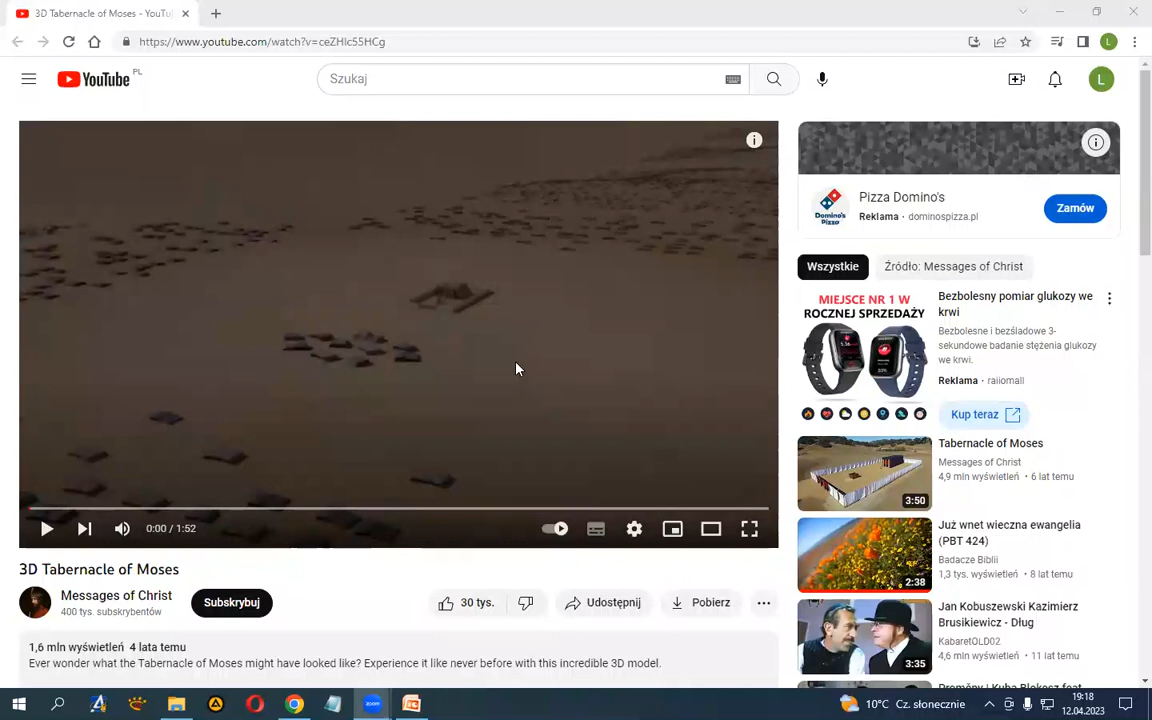 3D Tabernacle of Moses - YouTu
https://www.youtube.com/watch?v=ceZHlc55HCg
L
YouTube PL
Szukaj
L
Pizza Domino's
Domino's Pizza
Reklama · dominospizza.pl
Zamów
Wszystkie
Źródło: Messages of Christ
MIEJSCE NR 1 W
ROCZNEJ SPRZEDAŻY
Bezbolesny pomiar glukozy we
krwi
Bezbolesne i bezśladowe 3-
sekundowe badanie stężenia glukozy
we krwi.
Reklama · raiiomall
Kup teraz
Tabernacle of Moses
Messages of Christ
4,9 mln wyświetleń • 6 lat temu
3:50
Już wnet wieczna ewangelia
(PBT 424)
Badacze Biblii
1,3 tys. wyświetleń • 8 lat temu
2:38
Jan Kobuszewski Kazimierz
Brusikiewicz - Dług
KabaretOLD02
4,6 mln wyświetleń • 11 lat temu
3:35
0:00 / 1:52
3D Tabernacle of Moses
Messages of Christ
400 tys. subskrybentów
Subskrybuj
30 tys.
Udostępnij
Pobierz
1,6 mln wyświetleń 4 lata temu
Ever wonder what the Tabernacle of Moses might have looked like? Experience it like never before with this incredible 3D model.
zoom
10°C Cz. słonecznie
19:18
12.04.2023